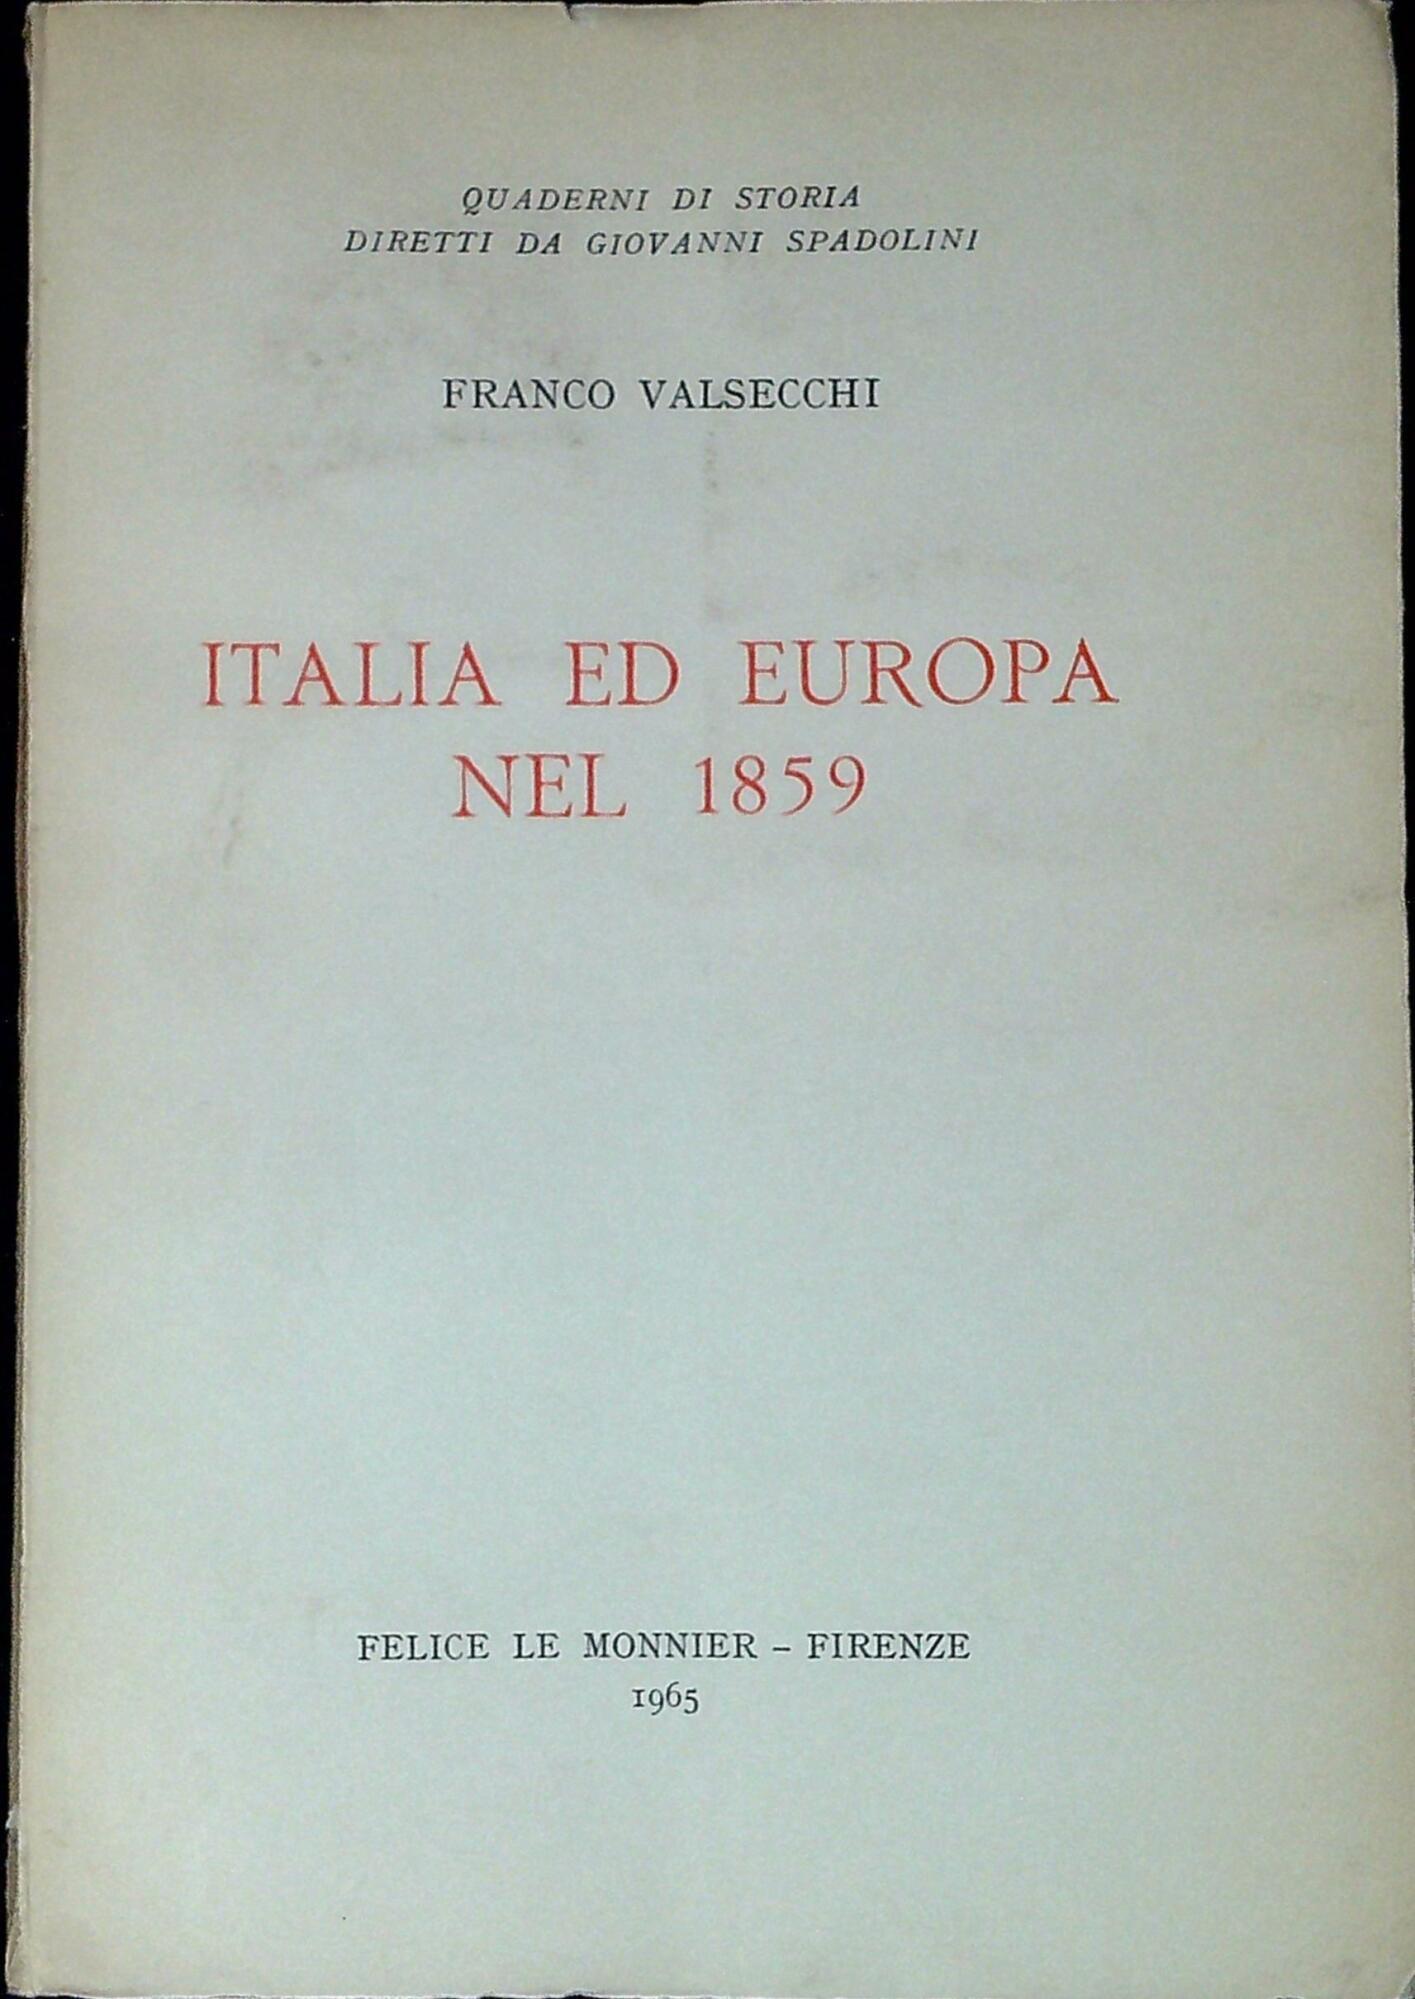 QUADERNI DI STORIA
DIRETTI DA GIOVANNI SPADOLINI
FRANCO VALSECCHI
ITALIA ED EUROPA
NEL 1859
FELICE LE MONNIER – FIRENZE
1965